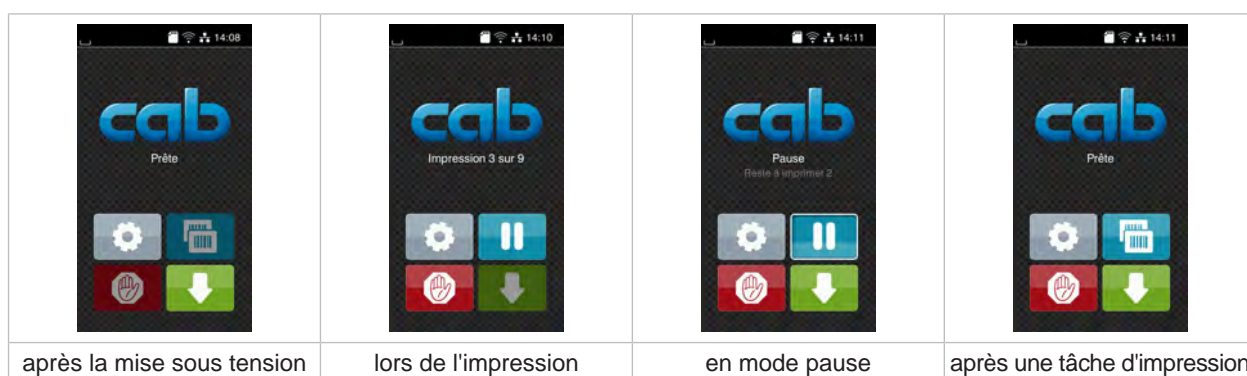 14:08
cab
Prête
après la mise sous tension
14:10
cab
Impression 3 sur 9
lors de l'impression
14:11
cab
Pause
Reste à imprimer 2
en mode pause
14:11
cab
Prête
après une tâche d'impression